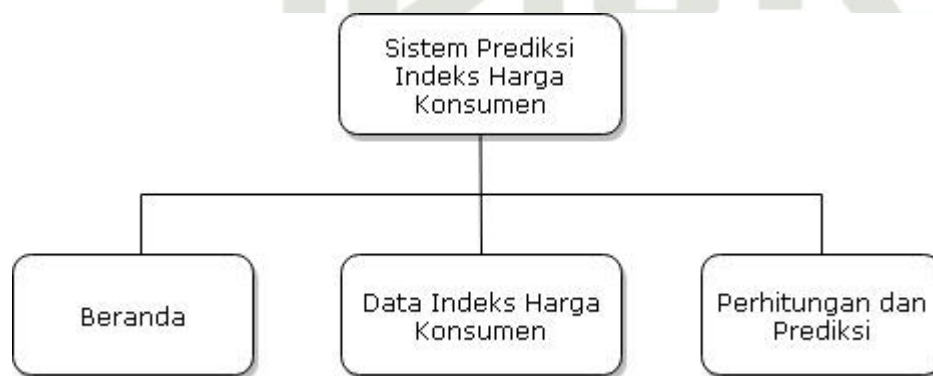 Sistem Prediksi
Indeks Harga
Konsumen
Beranda
Data Indeks Harga
Konsumen
Perhitungan dan
Prediksi